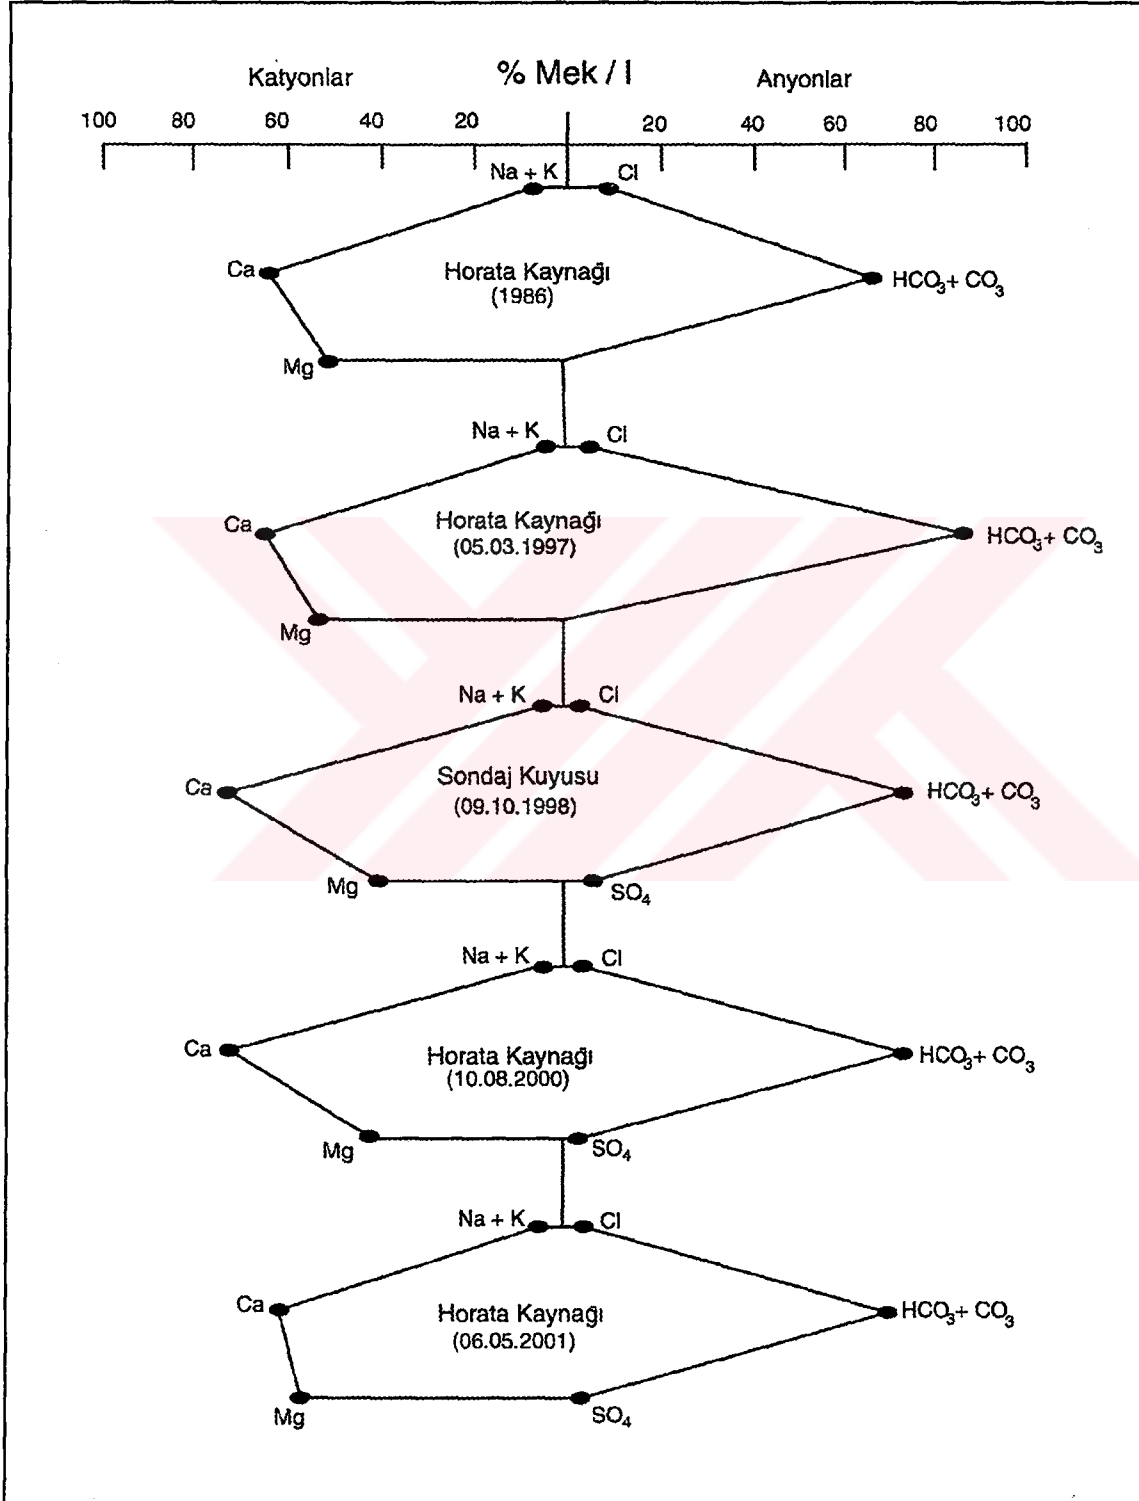 Katyonlar % Mek / l Anyonlar
100 80 60 40 20 20 40 60 80 100
Na + K Cl
Ca HCO3+ CO3
Horata Kaynağı
(1986)
Mg
Na + K Cl
Ca HCO3+ CO3
Horata Kaynağı
(05.03.1997)
Mg
Na + K Cl
Sondaj Kuyusu
Ca HCO3+ CO3
(09.10.1998)
Mg SO4
Na + K Cl
Ca HCO3+ CO3
Horata Kaynağı
(10.08.2000)
Mg SO4
Na + K Cl
Ca HCO3+ CO3
Horata Kaynağı
(06.05.2001)
Mg SO4